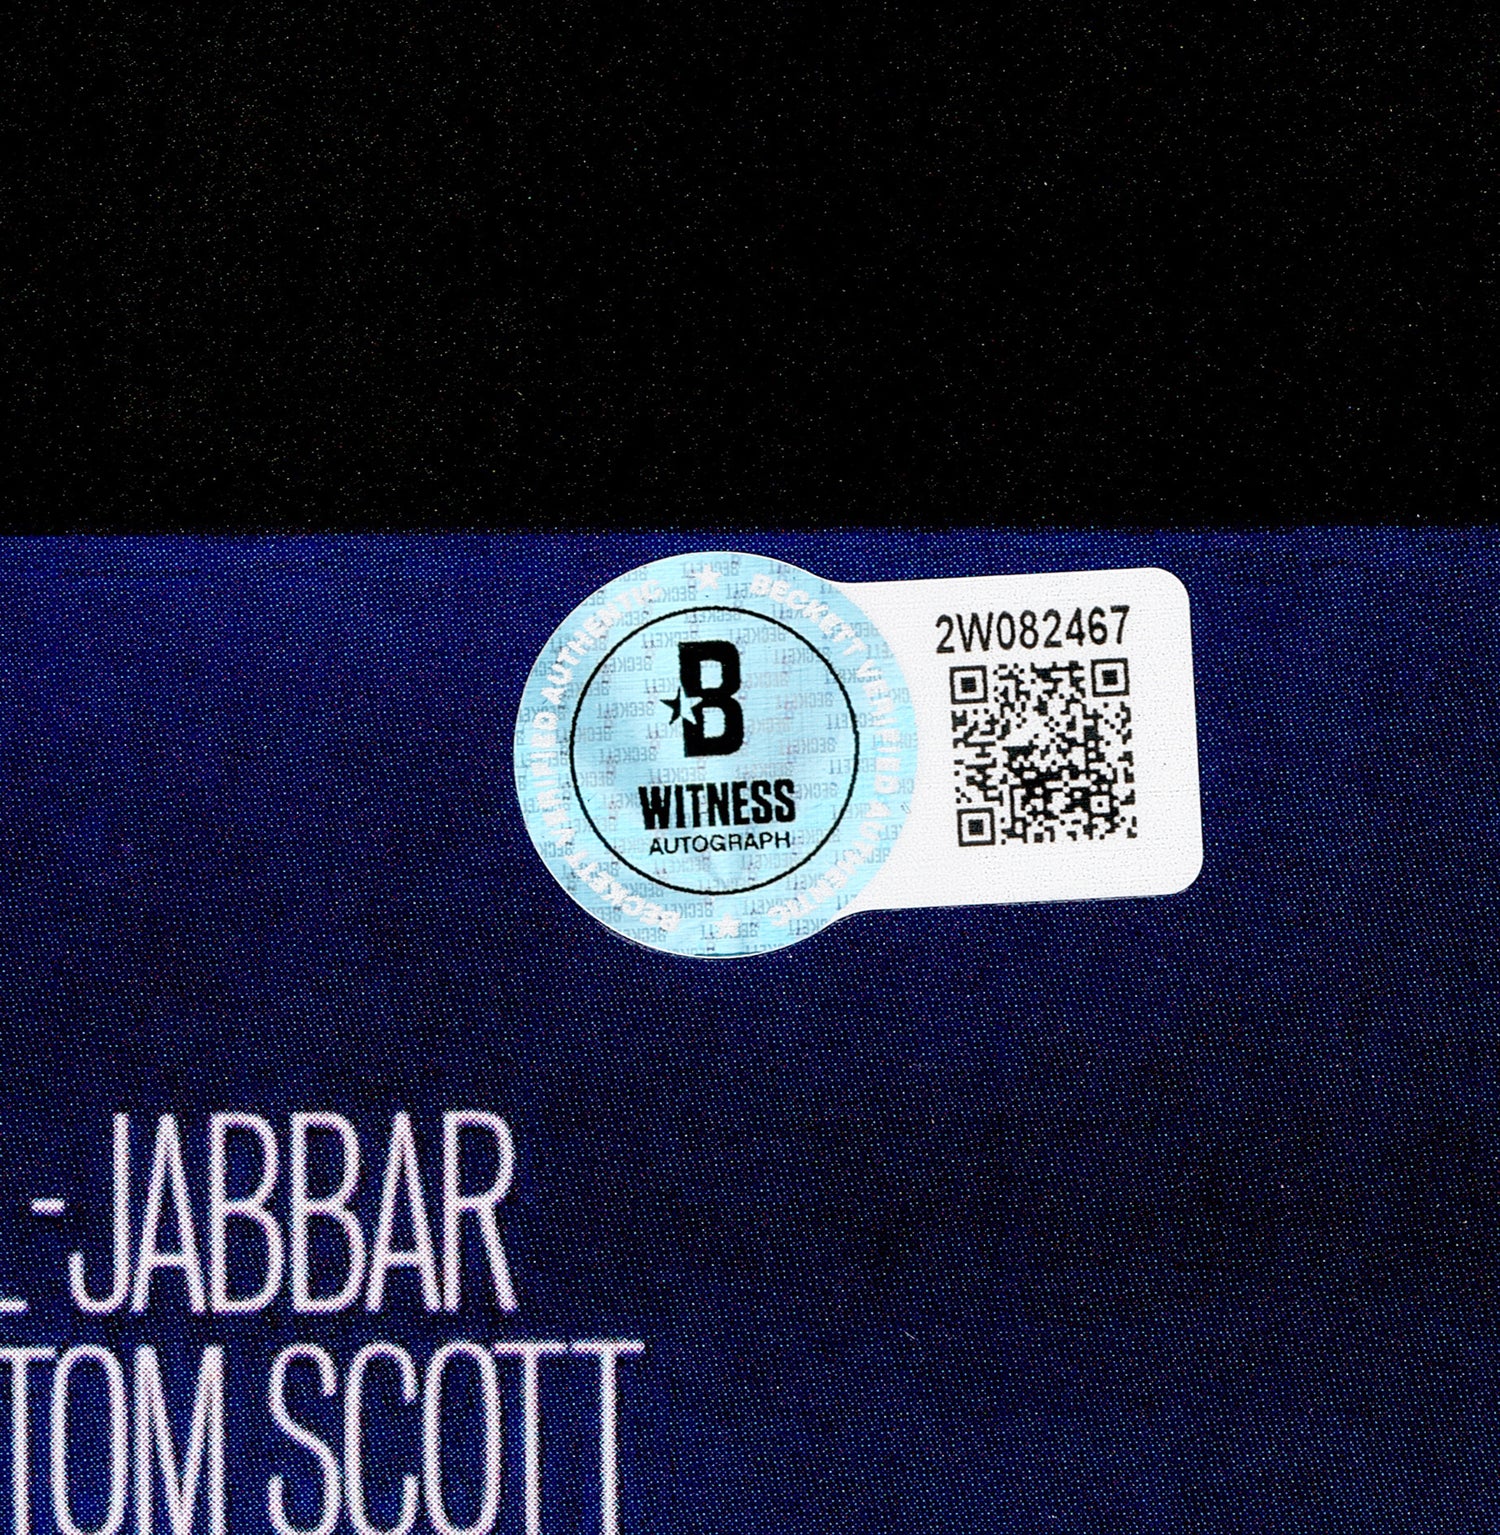 BECKETT VERIFIED AUTHENTIC ★ BECKETT VERIFIED AUTHENTIC ★
B
WITNESS
AUTOGRAPH
2W082467
- JABBAR
TOM SCOTT